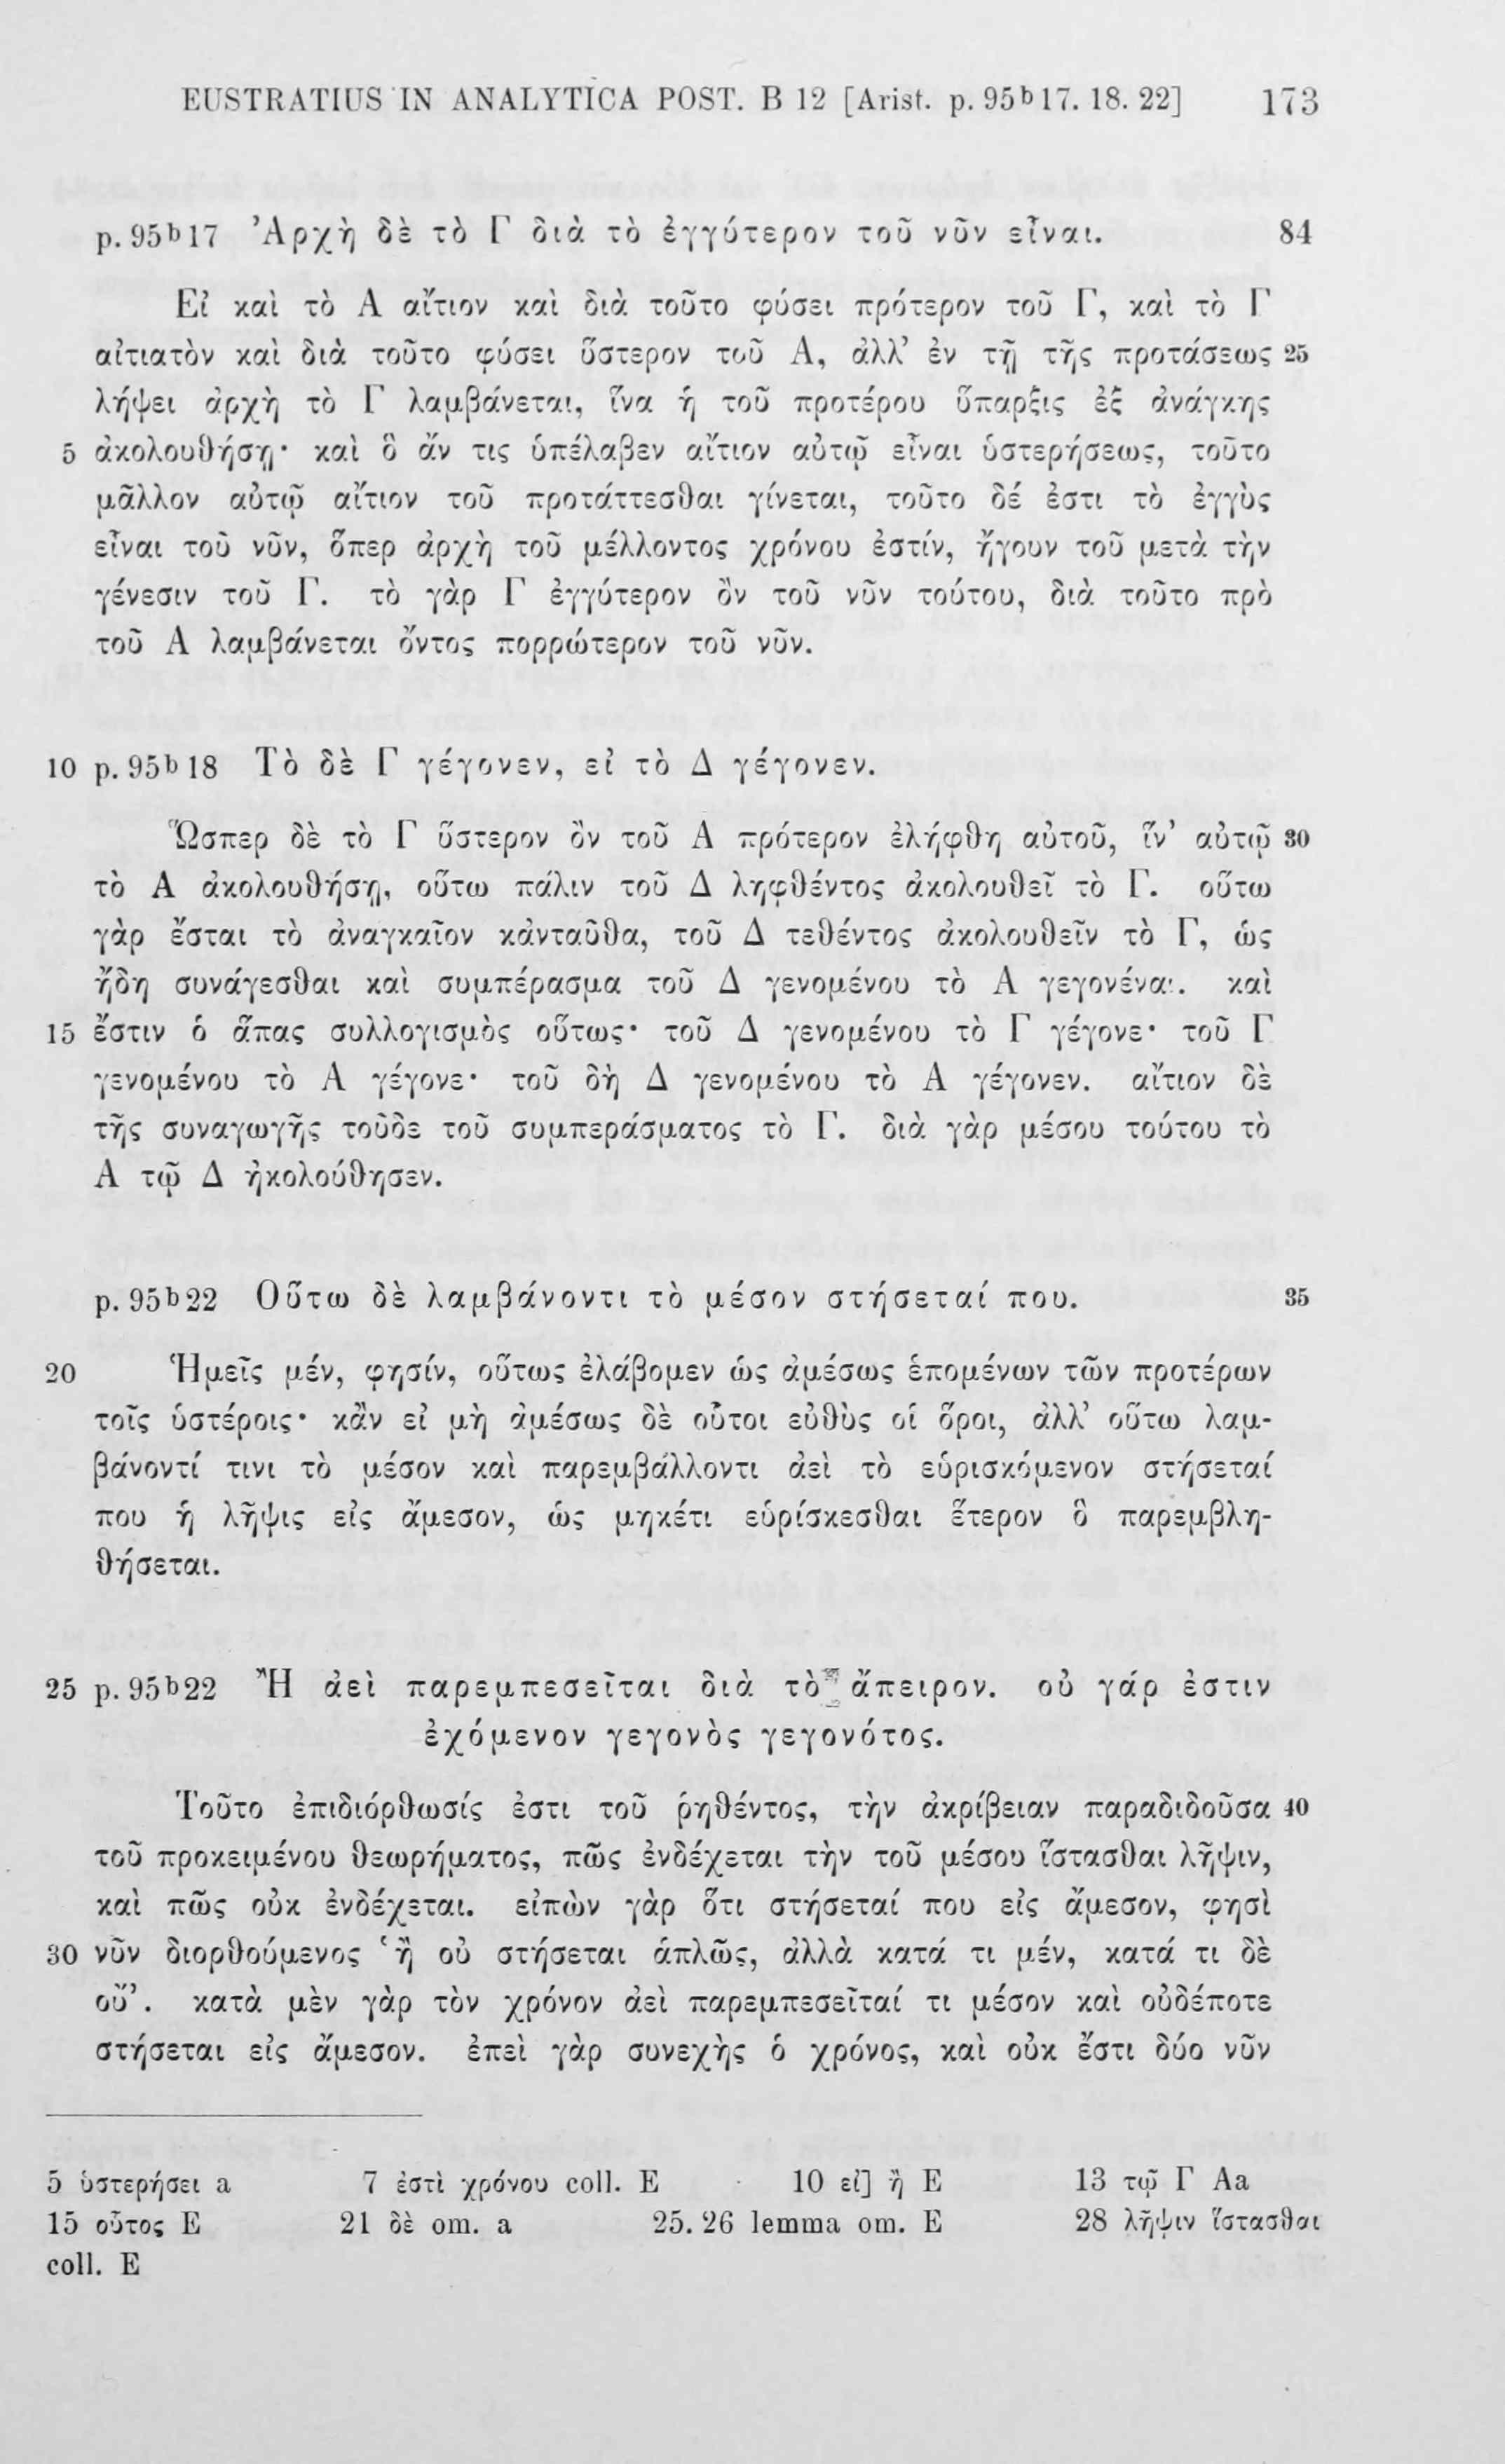 EUSTRATIUS IN ANALYTICA POST. B 12 [Arist. p. 95b17. 18. 22] 173
p. 95b17 Ἀρχὴ δὲ τὸ Γ διὰ τὸ ἐγγύτερον τοῦ νῦν εἶναι. 84
Εἰ καὶ τὸ Α αἴτιον καὶ διὰ τοῦτο φύσει πρότερον τοῦ Γ, καὶ τὸ Γ
αἰτιατὸν καὶ διὰ τοῦτο φύσει ὕστερον τοῦ Α, ἀλλ’ ἐν τῇ τῆς προτάσεως 25
λήψει ἀρχὴ τὸ Γ λαμβάνεται, ἵνα ἡ τοῦ προτέρου ὕπαρξις ἐξ ἀνάγκης
5 ἀκολουθήσῃ· καὶ ὃ ἄν τις ὑπέλαβεν αἴτιον αὐτῷ εἶναι ὑστερήσεως, τοῦτο
μᾶλλον αὐτῷ αἴτιον τοῦ προτάττεσθαι γίνεται, τοῦτο δέ ἐστι τὸ ἐγγὺς
εἶναι τοῦ νῦν, ὅπερ ἀρχὴ τοῦ μέλλοντος χρόνου ἐστίν, ἤγουν τοῦ μετὰ τὴν
γένεσιν τοῦ Γ. τὸ γὰρ Γ ἐγγύτερον ὂν τοῦ νῦν τούτου, διὰ τοῦτο πρὸ
τοῦ Α λαμβάνεται ὄντος πορρώτερον τοῦ νῦν.
10 p. 95b18 Τὸ δὲ Γ γέγονεν, εἰ τὸ Δ γέγονεν.
Ὥσπερ δὲ τὸ Γ ὕστερον ὂν τοῦ Α πρότερον ἐλήφθη αὐτοῦ, ἵν’ αὐτῷ 30
τὸ Α ἀκολουθήσῃ, οὕτω πάλιν τοῦ Δ ληφθέντος ἀκολουθεῖ τὸ Γ. οὕτω
γὰρ ἔσται τὸ ἀναγκαῖον κἀνταῦθα, τοῦ Δ τεθέντος ἀκολουθεῖν τὸ Γ, ὡς
ἤδη συνάγεσθαι καὶ συμπέρασμα τοῦ Δ γενομένου τὸ Α γεγονέναι. καὶ
15 ἔστιν ὁ ἅπας συλλογισμὸς οὕτως· τοῦ Δ γενομένου τὸ Γ γέγονε· τοῦ Γ
γενομένου τὸ Α γέγονε· τοῦ δὴ Δ γενομένου τὸ Α γέγονεν. αἴτιον δὲ
τῆς συναγωγῆς τοῦδε τοῦ συμπεράσματος τὸ Γ. διὰ γὰρ μέσου τούτου τὸ
Α τῷ Δ ἠκολούθησεν.
p. 95b22 Οὕτω δὲ λαμβάνοντι τὸ μέσον στήσεταί που. 35
20 Ἡμεῖς μέν, φησίν, οὕτως ἐλάβομεν ὡς ἀμέσως ἑπομένων τῶν προτέρων
τοῖς ὑστέροις· κἂν εἰ μὴ ἀμέσως δὲ οὗτοι εὐθὺς οἱ ὅροι, ἀλλ’ οὕτω λαμ-
βάνοντί τινι τὸ μέσον καὶ παρεμβάλλοντι ἀεὶ τὸ εὑρισκόμενον στήσεταί
που ἡ λῆψις εἰς ἄμεσον, ὡς μηκέτι εὑρίσκεσθαι ἕτερον ὃ παρεμβλη-
θήσεται.
25 p. 95b22 Ἢ ἀεὶ παρεμπεσεῖται διὰ τὸ ἄπειρον. οὐ γάρ ἐστιν
ἐχόμενον γεγονὸς γεγονότος.
Τοῦτο ἐπιδιόρθωσίς ἐστι τοῦ ῥηθέντος, τὴν ἀκρίβειαν παραδιδοῦσα 40
τοῦ προκειμένου θεωρήματος, πῶς ἐνδέχεται τὴν τοῦ μέσου ἵστασθαι λῆψιν,
καὶ πῶς οὐκ ἐνδέχεται. εἰπὼν γὰρ ὅτι στήσεταί που εἰς ἄμεσον, φησὶ
30 νῦν διορθούμενος ‘ἢ οὐ στήσεται ἁπλῶς, ἀλλὰ κατά τι μέν, κατά τι δὲ
οὔ’. κατὰ μὲν γὰρ τὸν χρόνον ἀεὶ παρεμπεσεῖταί τι μέσον καὶ οὐδέποτε
στήσεται εἰς ἄμεσον. ἐπεὶ γὰρ συνεχὴς ὁ χρόνος, καὶ οὐκ ἔστι δύο νῦν
5 ὑστερήσει a 7 ἐστὶ χρόνου coll. E 10 εἰ] ἢ E 13 τῷ Γ Aa
15 οὗτος E 21 δὲ om. a 25. 26 lemma om. E 28 λῆψιν ἵστασθαι
coll. E